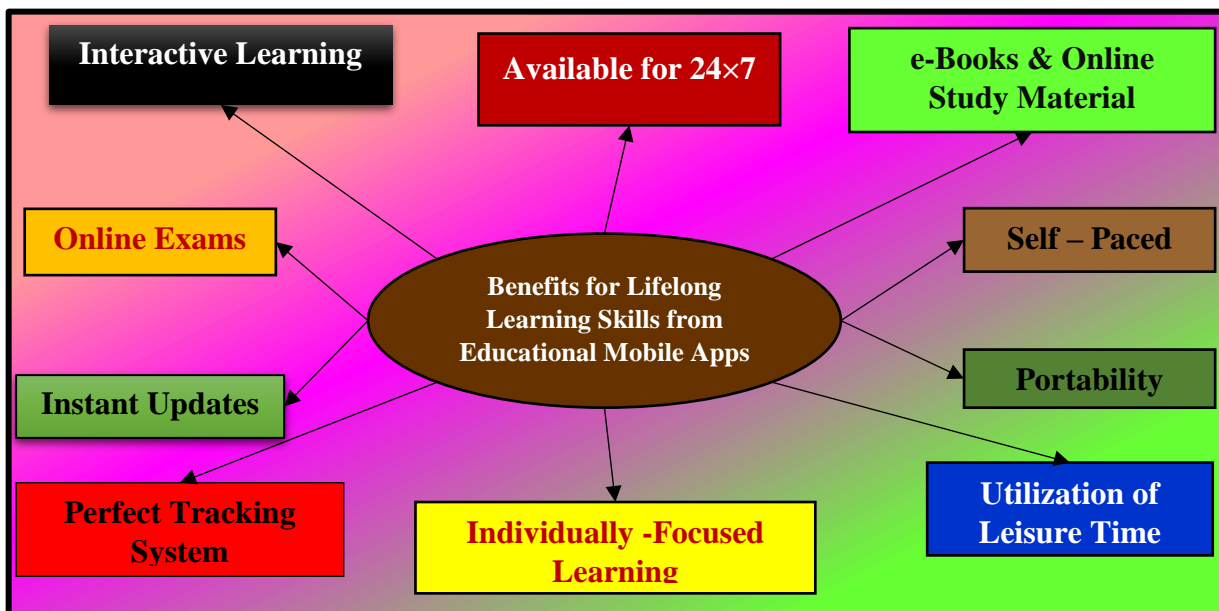 Interactive Learning
Available for 24×7
e-Books & Online
Study Material
Online Exams
Self – Paced
Benefits for Lifelong
Learning Skills from
Educational Mobile Apps
Instant Updates
Portability
Perfect Tracking
System
Individually -Focused
Learning
Utilization of
Leisure Time